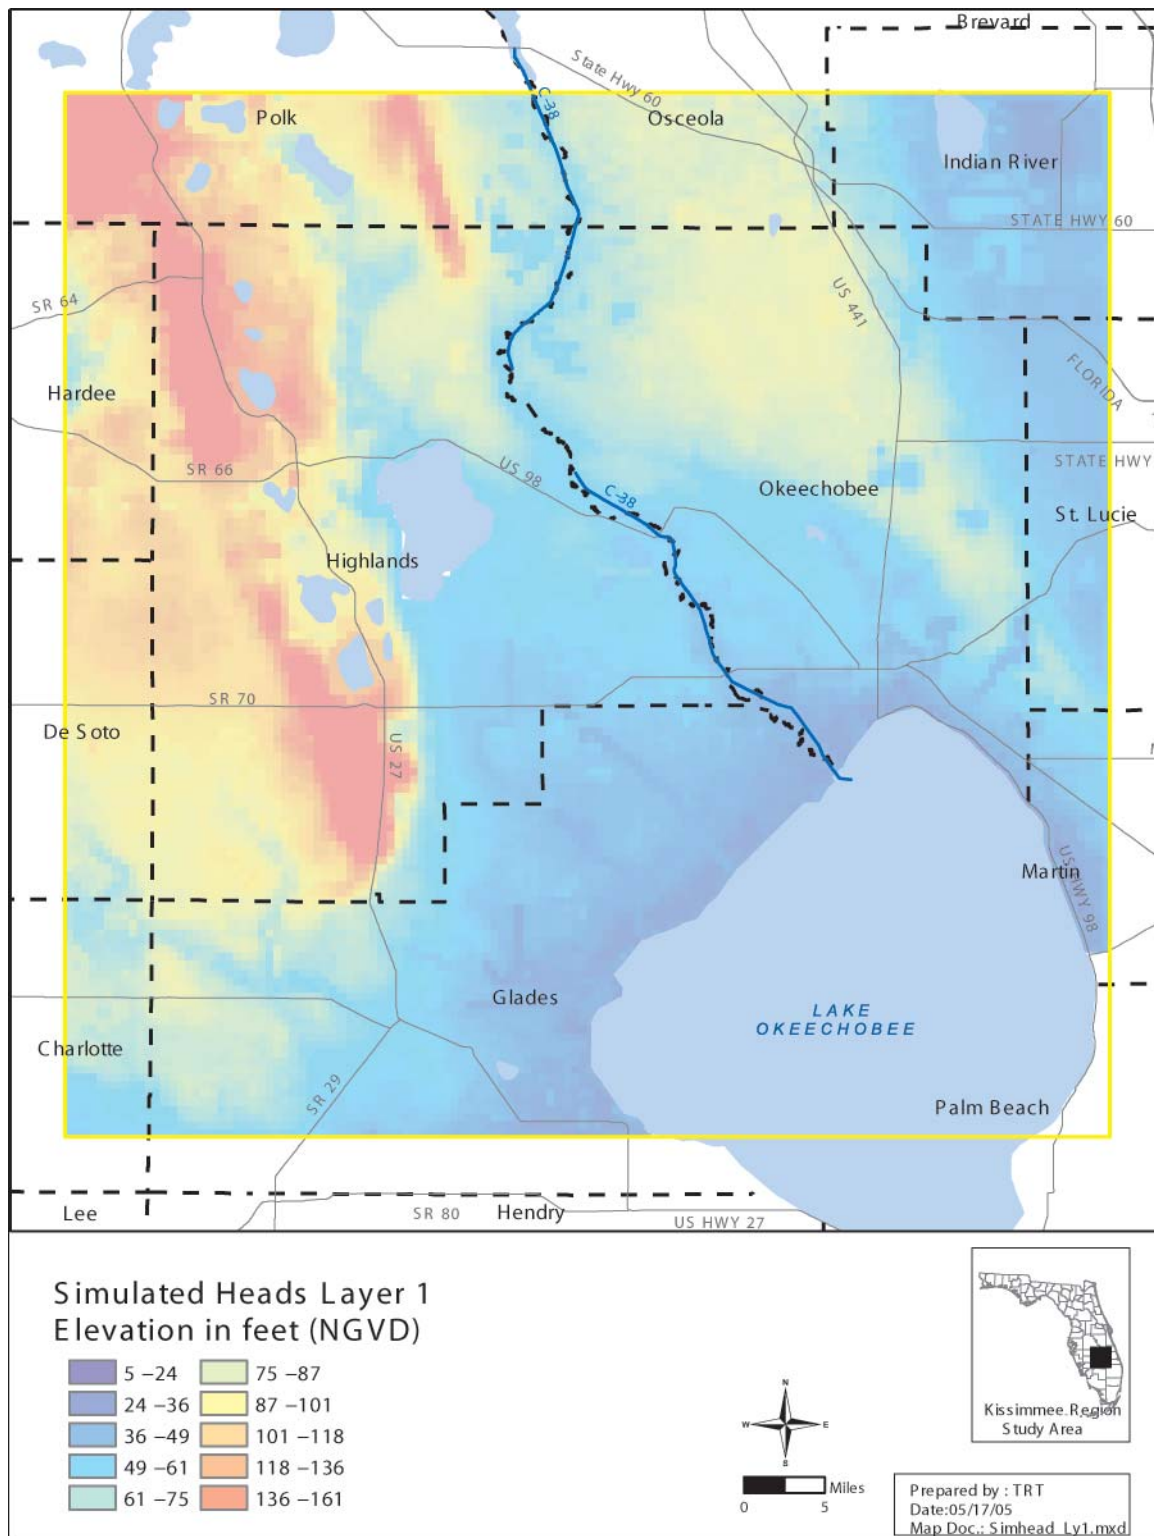 Brevard
State Hwy 60
C-38
Polk
Osceola
Indian River
STATE HWY 60
SR 64
US 441
Hardee
FLORIDA
SR 66
US 98
STATE HWY
C-38
Okeechobee
St. Lucie
Highlands
SR 70
De Soto
US 27
Martin
US HWY 98
Glades
LAKE
OKEECHOBEE
Charlotte
SR 29
Palm Beach
Lee
SR 80
Hendry
US HWY 27
Simulated Heads Layer 1
Elevation in feet (NGVD)
5 –24
75 –87
24 –36
87 –101
36 –49
101 –118
49 –61
118 –136
61 –75
136 –161
N
W
E
S
Miles
0
5
Kissimmee Region
Study Area
Prepared by : TRT
Date:05/17/05
Map Doc.: Simhead_Ly1.mxd